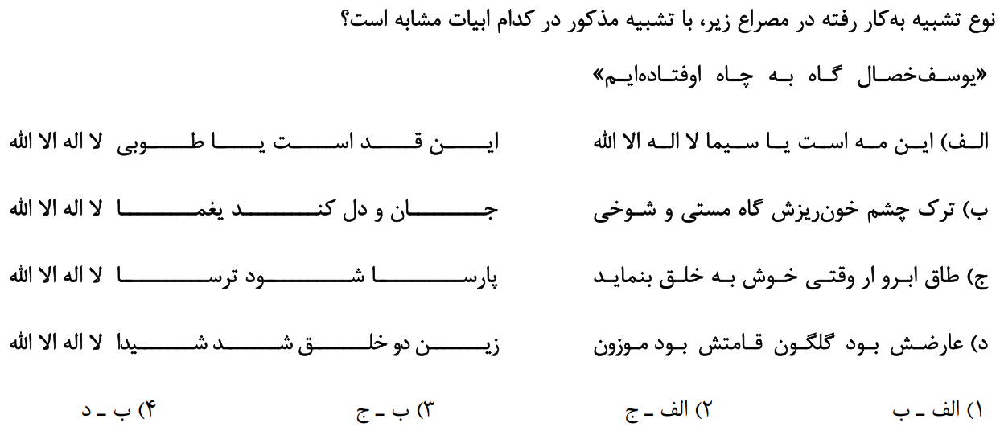 نوع تشبیه به‌کار رفته در مصراع زیر، با تشبیه مذکور در کدام ابیات مشابه است؟
«یوسف‌خصال گاه به چاه اوفتاده‌ایم»
الف) این مه است یا سیما لا اله الا الله این قد است یا طوبی لا اله الا الله
ب) ترک چشم خون‌ریزش گاه مستی و شوخی جان و دل کند یغما لا اله الا الله
ج) طاق ابرو ار وقتی خوش به خلق بنماید پارسا شود ترسا لا اله الا الله
د) عارضش بود گلگون قامتش بود موزون زین دو خلق شد شیدا لا اله الا الله
۱) الف ـ ب ۲) الف ـ ج ۳) ب ـ ج ۴) ب ـ د